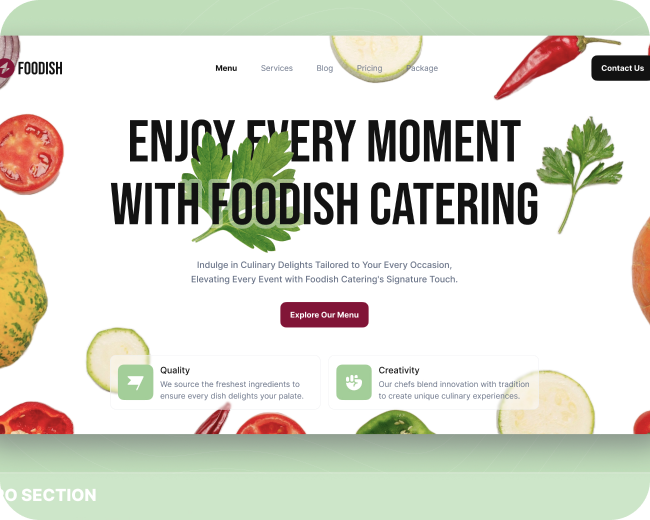 FOODISH
Menu
Services
Blog
Pricing
Package
Contact Us
ENJOY EVERY MOMENT
WITH FOODISH CATERING
Indulge in Culinary Delights Tailored to Your Every Occasion,
Elevating Every Event with Foodish Catering's Signature Touch.
Explore Our Menu
Quality
We source the freshest ingredients to
ensure every dish delights your palate.
Creativity
Our chefs blend innovation with tradition
to create unique culinary experiences.
O SECTION